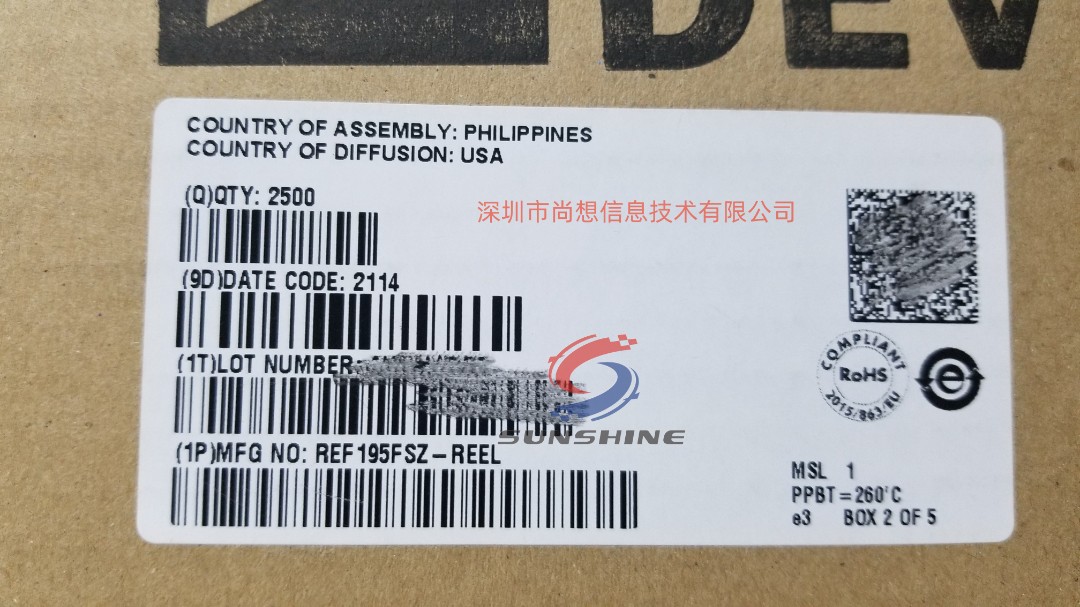 DEV
COUNTRY OF ASSEMBLY: PHILIPPINES
COUNTRY OF DIFFUSION: USA
(Q)QTY: 2500
深圳市尚想信息技术有限公司
(9D)DATE CODE: 2114
(1T)LOT NUMBER:
SUNSHINE
(1P)MFG NO: REF195FSZ-REEL
COMPLIANT
RoHS
2015/863/EU
e
MSL 1
PPBT=260°C
e3 BOX 2 OF 5